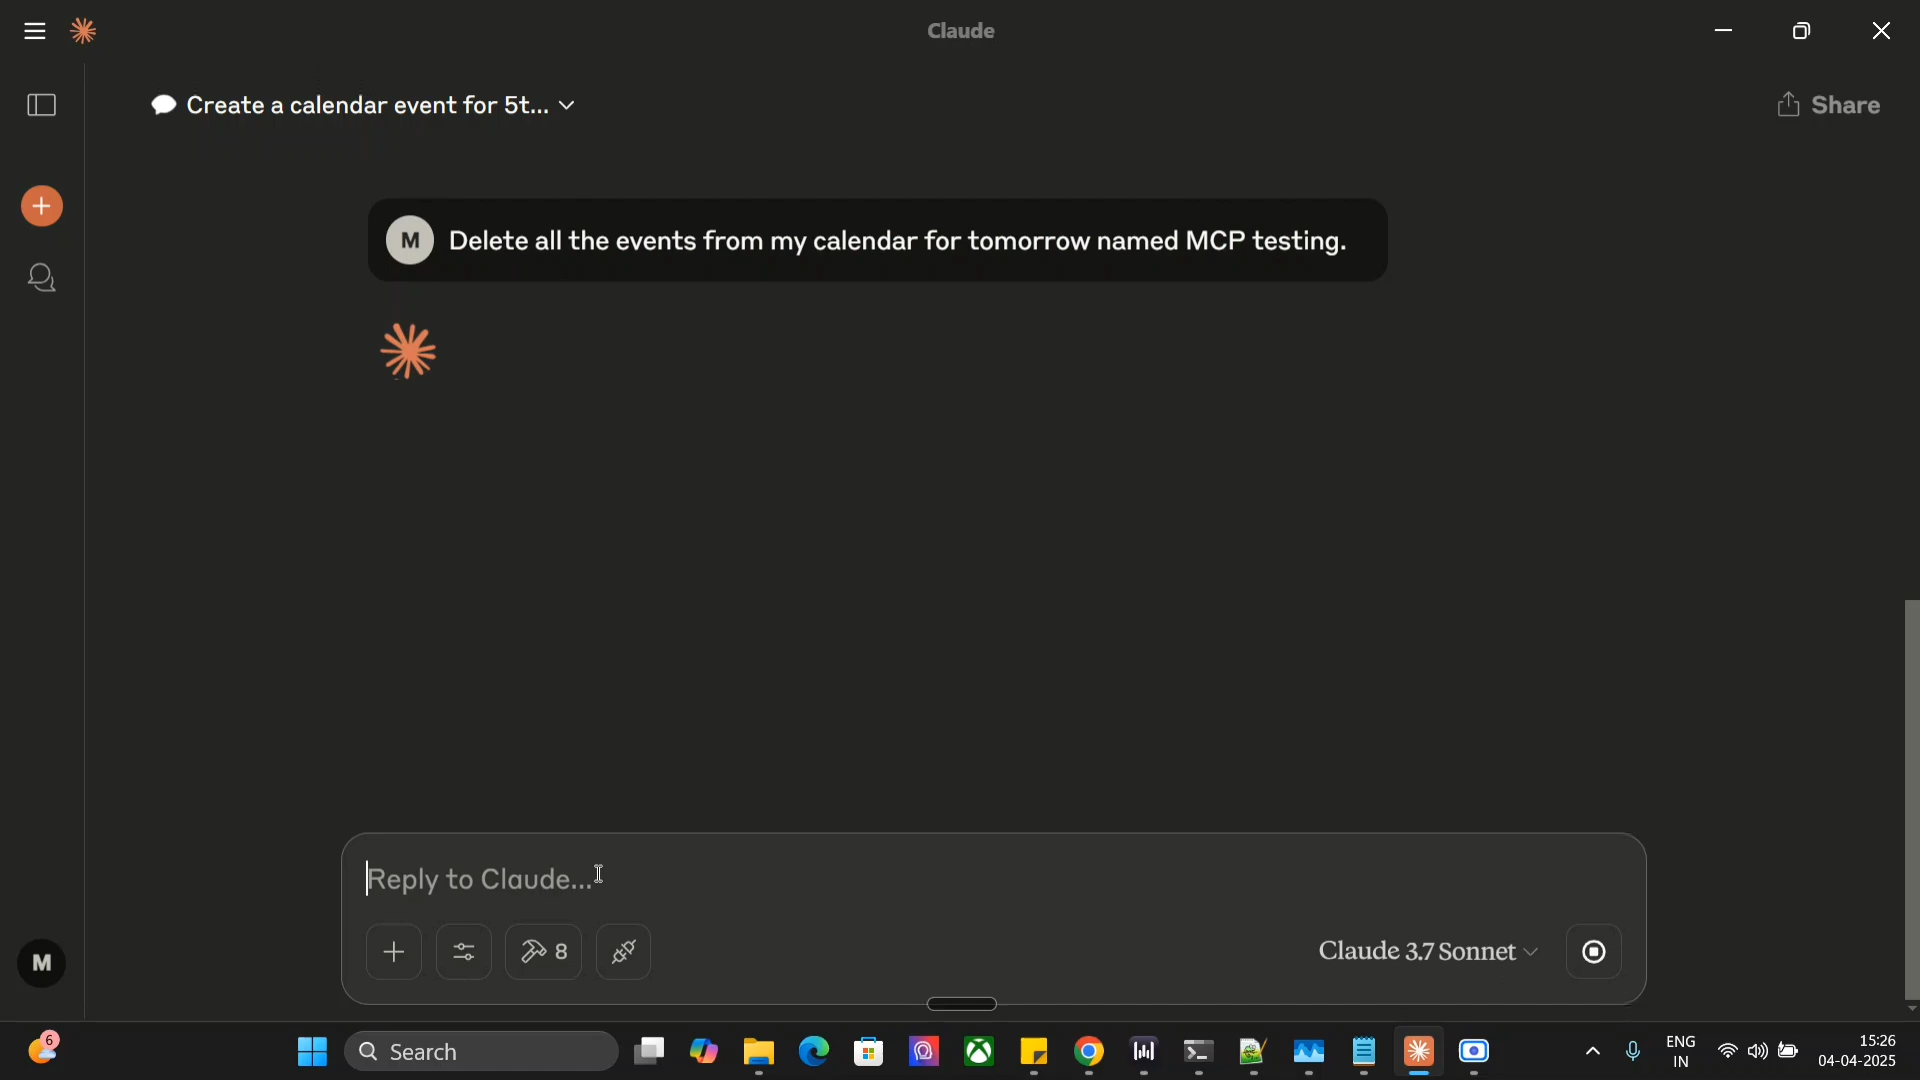 Claude
Create a calendar event for 5t...
Share
M
Delete all the events from my calendar for tomorrow named MCP testing.
Reply to Claude...
8
Claude 3.7 Sonnet
M
6
Search
ENG
IN
15:26
04-04-2025